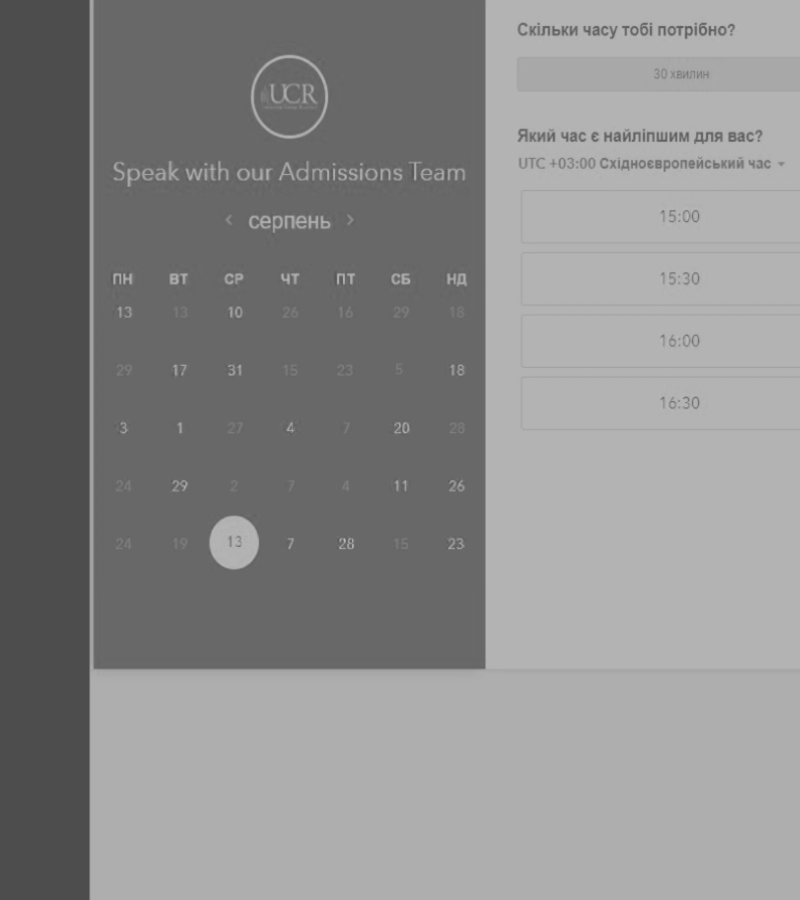 UCR
Speak with our Admissions Team
серпень
ПН ВТ СР ЧТ ПТ СБ НД
13 13 10 26 16 29 18
29 17 31 15 23 5 18
3 1 27 4 7 20 28
24 29 2 7 4 11 26
24 19 13 7 28 15 23
Скільки часу тобі потрібно?
30 хвилин
Який час є найліпшим для вас?
UTC +03:00 Східноєвропейський час
15:00
15:30
16:00
16:30